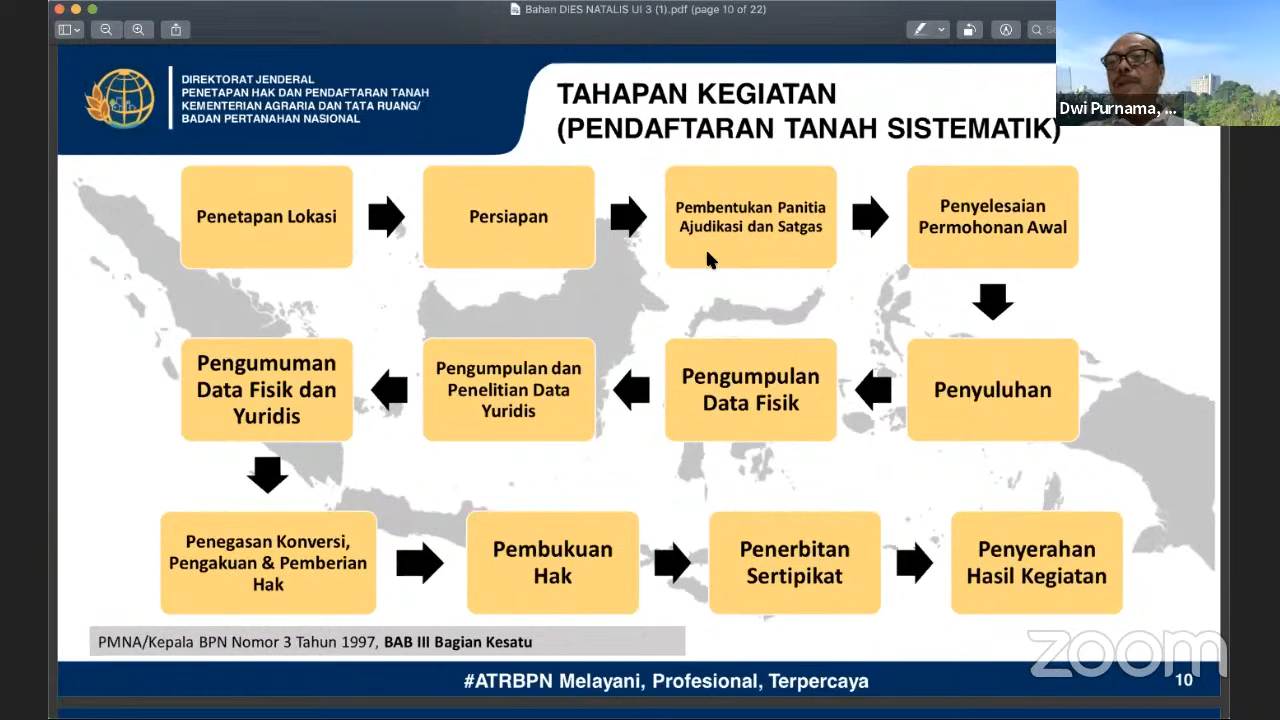 Bahan DIES NATALIS UI 3 (1).pdf (page 10 of 22)
DIREKTORAT JENDERAL
PENETAPAN HAK DAN PENDAFTARAN TANAH
KEMENTERIAN AGRARIA DAN TATA RUANG/
BADAN PERTANAHAN NASIONAL
TAHAPAN KEGIATAN
(PENDAFTARAN TANAH SISTEMATIK)
Dwi Purnama, ...
Penetapan Lokasi
Persiapan
Pembentukan Panitia
Ajudikasi dan Satgas
Penyelesaian
Permohonan Awal
Penyuluhan
Pengumpulan
Data Fisik
Pengumpulan dan
Penelitian Data
Yuridis
Pengumuman
Data Fisik dan
Yuridis
Penegasan Konversi,
Pengakuan & Pemberian
Hak
Pembukuan
Hak
Penerbitan
Sertipikat
Penyerahan
Hasil Kegiatan
PMNA/Kepala BPN Nomor 3 Tahun 1997, BAB III Bagian Kesatu
zoom
#ATRBPN Melayani, Profesional, Terpercaya
10